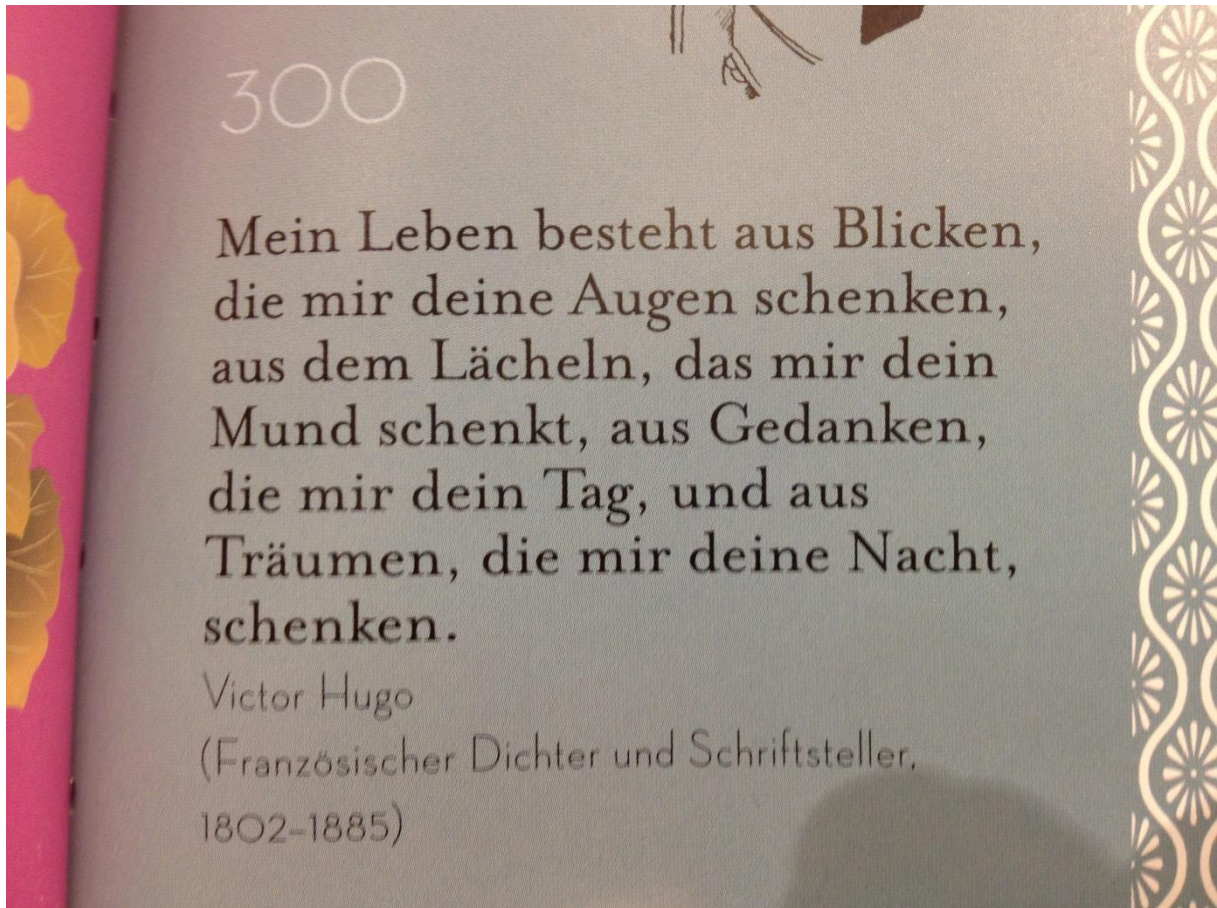 300
Mein Leben besteht aus Blicken,
die mir deine Augen schenken,
aus dem Lächeln, das mir dein
Mund schenkt, aus Gedanken,
die mir dein Tag, und aus
Träumen, die mir deine Nacht,
schenken.
Victor Hugo
(Französischer Dichter und Schriftsteller,
1802–1885)